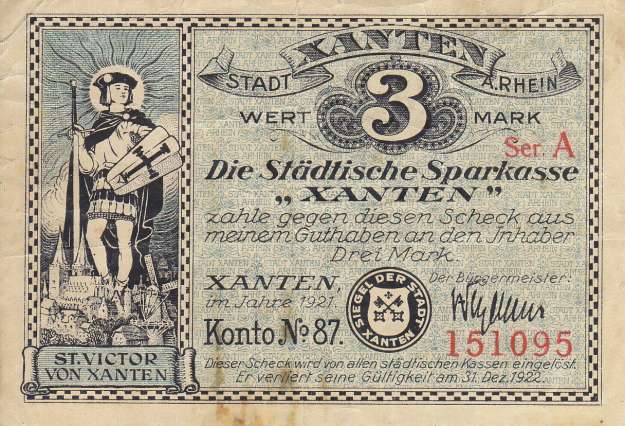 XANTEN
STADT A. RHEIN
WERT 3 MARK
Ser. A
Die Städtische Sparkasse
„XANTEN"
zahle gegen diesen Scheck aus
meinem Guthaben an den Inhaber
Drei Mark.
XANTEN,
im Jahre 1921.
Konto No 87.
SIEGEL DER STADT XANTEN
Der Bürgermeister:
151095
Dieser Scheck wird von allen städtischen Kassen eingelöst.
Er verliert seine Gültigkeit am 31. Dez. 1922.
ST. VICTOR
VON XANTEN